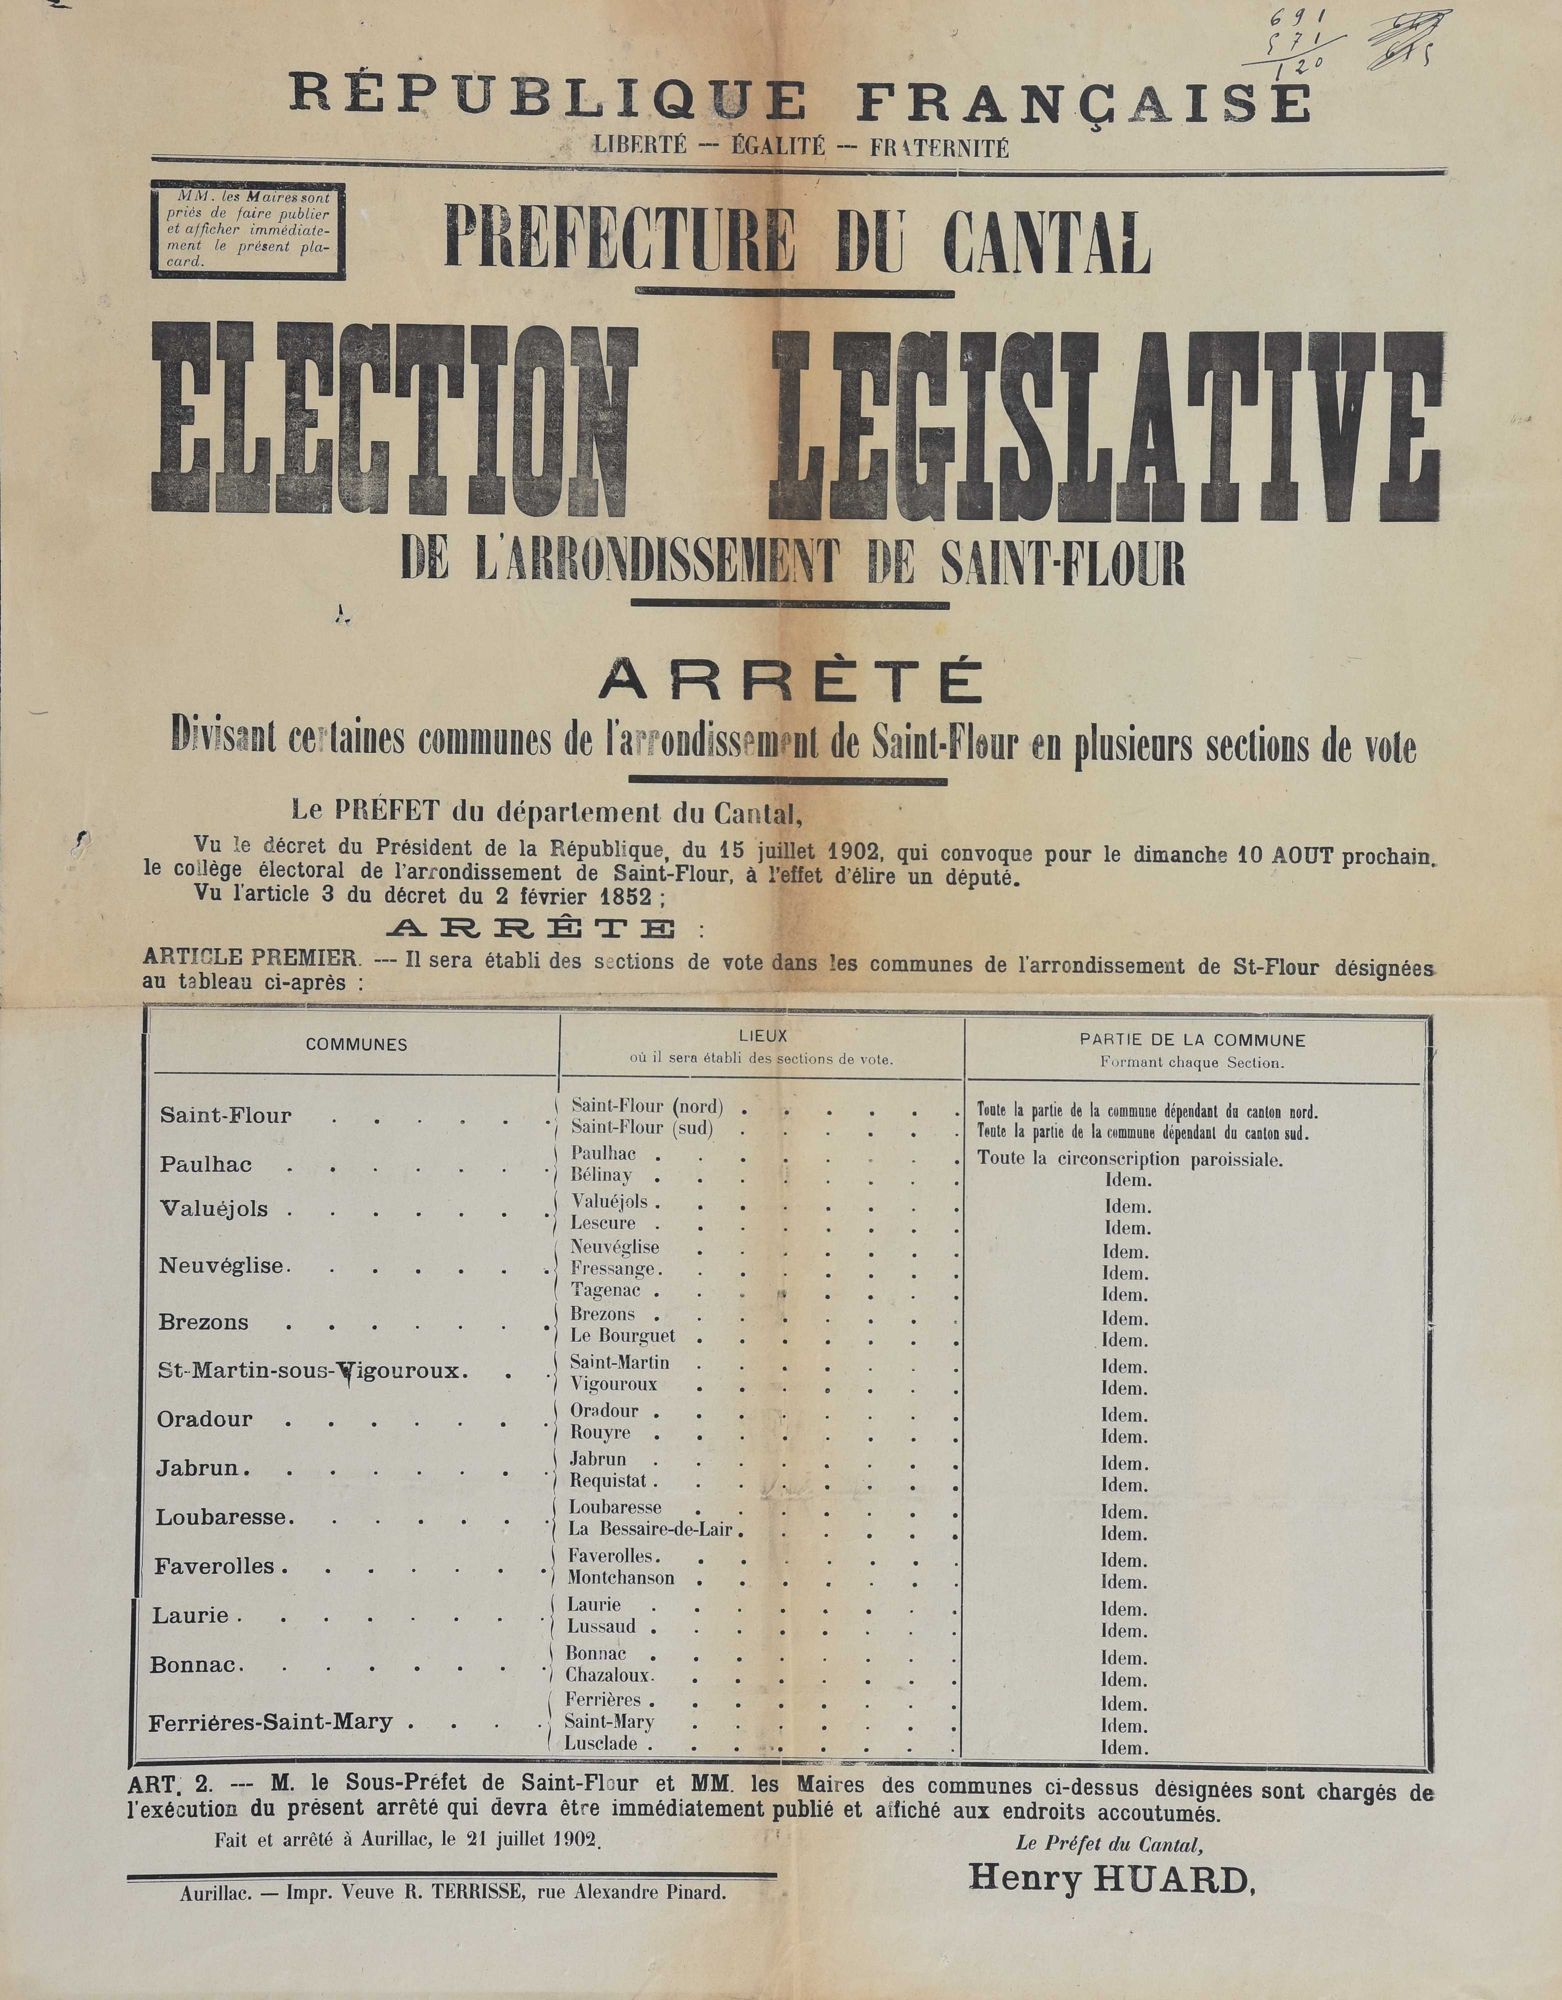 691
571
120
RÉPUBLIQUE FRANÇAISE
LIBERTÉ --- ÉGALITÉ --- FRATERNITÉ
MM. les Maires sont
priés de faire publier
et afficher immédiate-
ment le présent pla-
card.
PREFECTURE DU CANTAL
ELECTION LEGISLATIVE
DE L'ARRONDISSEMENT DE SAINT-FLOUR
ARRÈTÉ
Divisant certaines communes de l'arrondissement de Saint-Flour en plusieurs sections de vote
Le PRÉFET du département du Cantal,
Vu le décret du Président de la République, du 15 juillet 1902, qui convoque pour le dimanche 10 AOUT prochain,
le collège électoral de l'arrondissement de Saint-Flour, à l'effet d'élire un député.
Vu l'article 3 du décret du 2 février 1852 ;
ARRÊTE :
ARTICLE PREMIER. --- Il sera établi des sections de vote dans les communes de l'arrondissement de St-Flour désignées
au tableau ci-après :
COMMUNES
LIEUX
où il sera établi des sections de vote.
PARTIE DE LA COMMUNE
Formant chaque Section.
Saint-Flour . . . . . Saint-Flour (nord) . . . . . . Toute la partie de la commune dépendant du canton nord.
Saint-Flour (sud) . . . . . . Toute la partie de la commune dépendant du canton sud.
Paulhac . . . . . . . Paulhac . . . . . . . . Toute la circonscription paroissiale.
Bélinay . . . . . . . . Idem.
Valuéjols . . . . . . . Valuéjols . . . . . . . . Idem.
Lescure . . . . . . . . Idem.
Neuvéglise . . . . . . . Neuvéglise . . . . . . . Idem.
Fressange . . . . . . . . Idem.
Tagenac . . . . . . . . Idem.
Brezons . . . . . . . Brezons . . . . . . . . Idem.
Le Bourguet . . . . . . . Idem.
St-Martin-sous-Vigouroux . . . Saint-Martin . . . . . . . Idem.
Vigouroux . . . . . . . Idem.
Oradour . . . . . . . Oradour . . . . . . . . Idem.
Rouyre . . . . . . . . Idem.
Jabrun . . . . . . . . Jabrun . . . . . . . . Idem.
Requistat . . . . . . . . Idem.
Loubaresse . . . . . . . Loubaresse . . . . . . . Idem.
La Bessaire-de-Lair . . . . . . Idem.
Faverolles . . . . . . . Faverolles . . . . . . . . Idem.
Montchanson . . . . . . . Idem.
Laurie . . . . . . . . Laurie . . . . . . . . Idem.
Lussaud . . . . . . . . Idem.
Bonnac . . . . . . . . Bonnac . . . . . . . . Idem.
Chazaloux . . . . . . . . Idem.
Ferrières-Saint-Mary . . . . Ferrières . . . . . . . . Idem.
Saint-Mary . . . . . . . Idem.
Lusclade . . . . . . . . Idem.
ART. 2. --- M. le Sous-Préfet de Saint-Flour et MM. les Maires des communes ci-dessus désignées sont chargés de
l'exécution du présent arrêté qui devra être immédiatement publié et affiché aux endroits accoutumés.
Fait et arrêté à Aurillac, le 21 juillet 1902.
Le Préfet du Cantal,
Henry HUARD,
Aurillac. — Impr. Veuve R. TERRISSE, rue Alexandre Pinard.